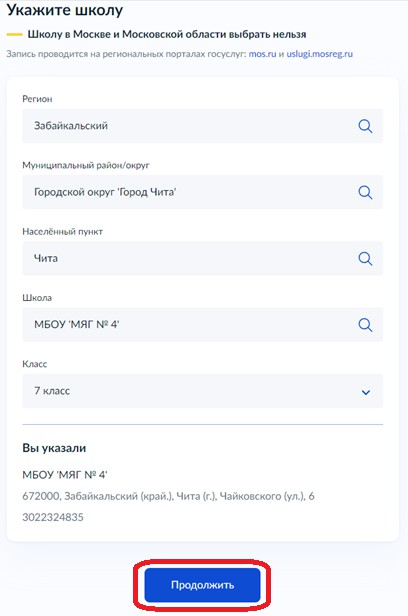 Укажите школу
Школу в Москве и Московской области выбрать нельзя
Запись проводится на региональных порталах госуслуг: mos.ru и uslugi.mosreg.ru
Регион
Забайкальский
Муниципальный район/округ
Городской округ 'Город Чита'
Населённый пункт
Чита
Школа
МБОУ 'МЯГ № 4'
Класс
7 класс
Вы указали
МБОУ 'МЯГ № 4'
672000, Забайкальский (край.), Чита (г.), Чайковского (ул.), 6
3022324835
Продолжить